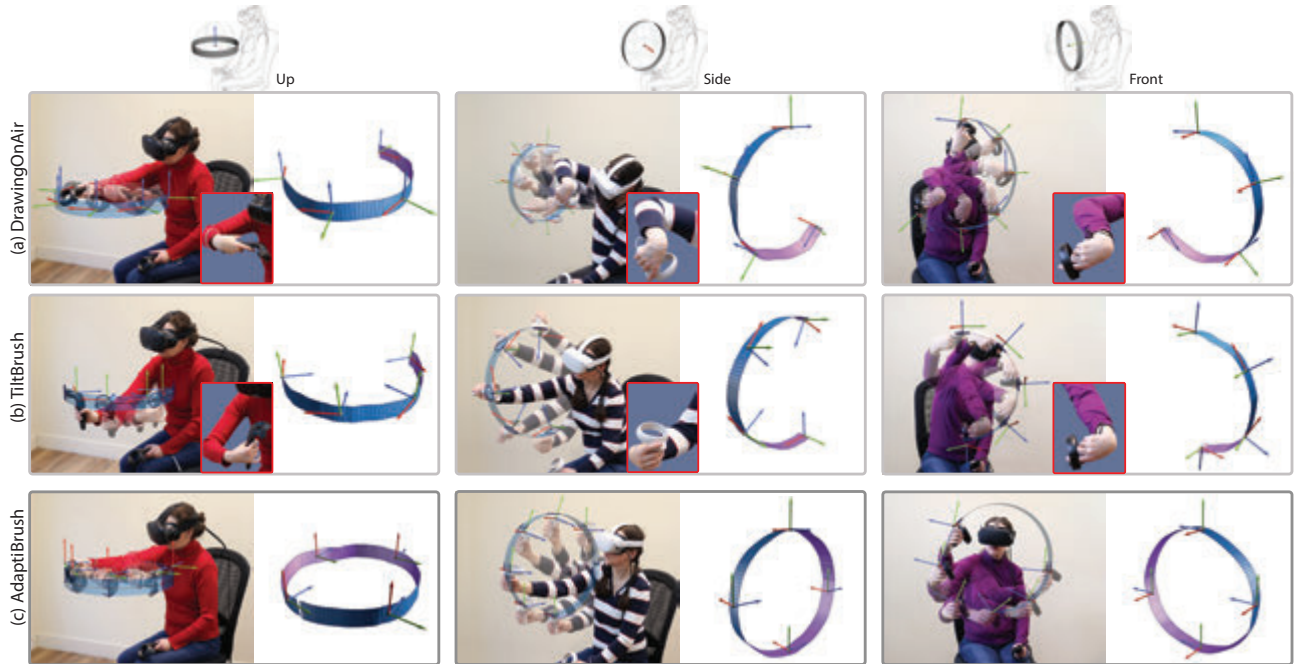 Up
Side
Front
(a) DrawingOnAir
(b) TiltBrush
(c) AdaptiBrush